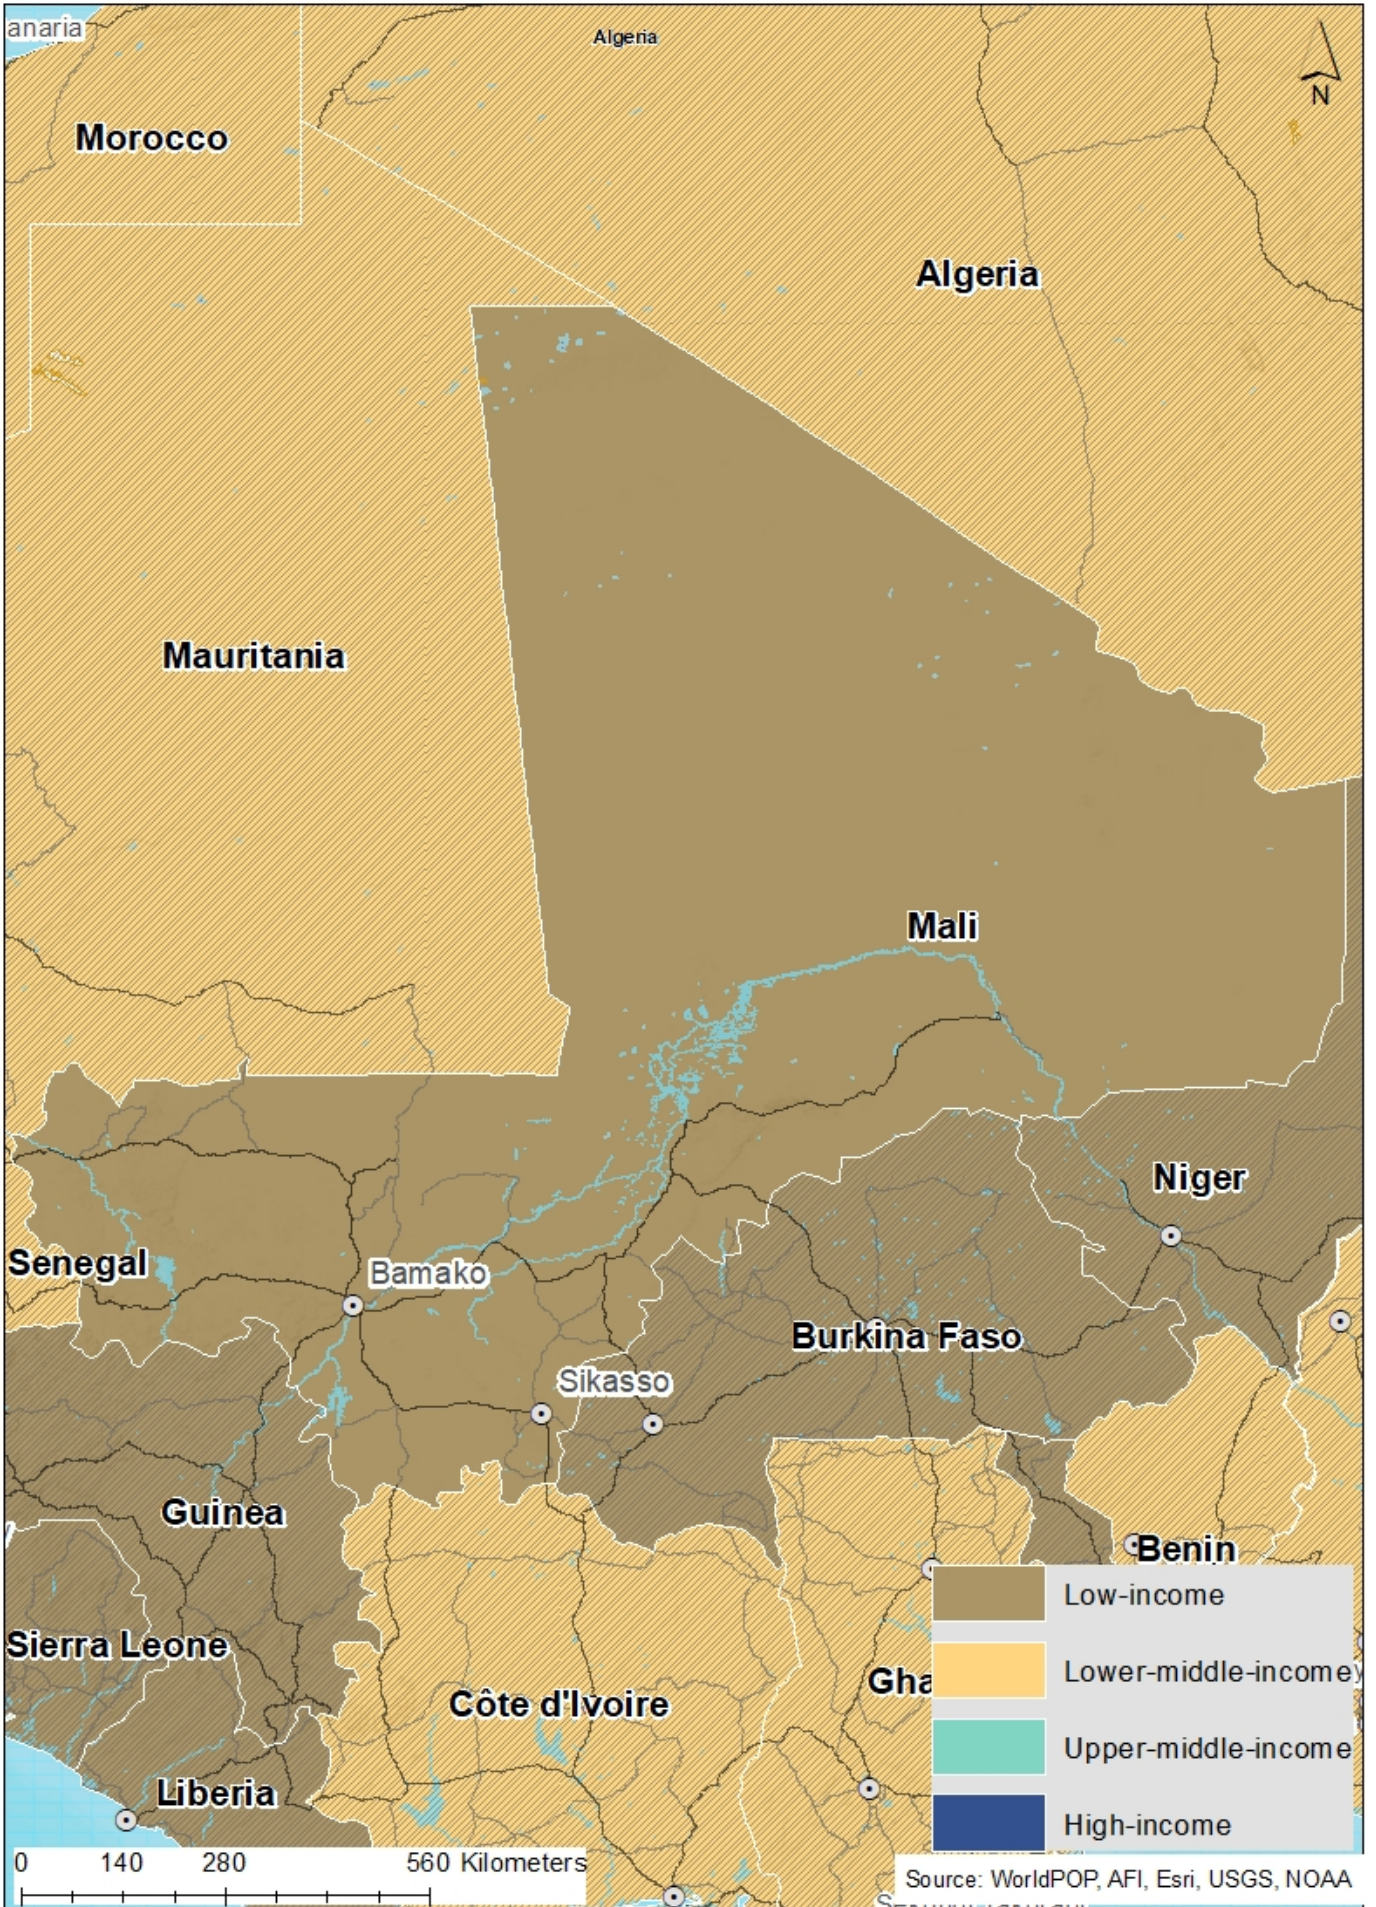 anaria
Algeria
N
Morocco
Algeria
Mauritania
Mali
Niger
Senegal
Bamako
Burkina Faso
Sikasso
Guinea
Benin
Low-income
Sierra Leone
Lower-middle-income
Gha
Côte d'Ivoire
Upper-middle-income
Liberia
High-income
0 140 280 560 Kilometers
Source: WorldPOP, AFI, Esri, USGS, NOAA